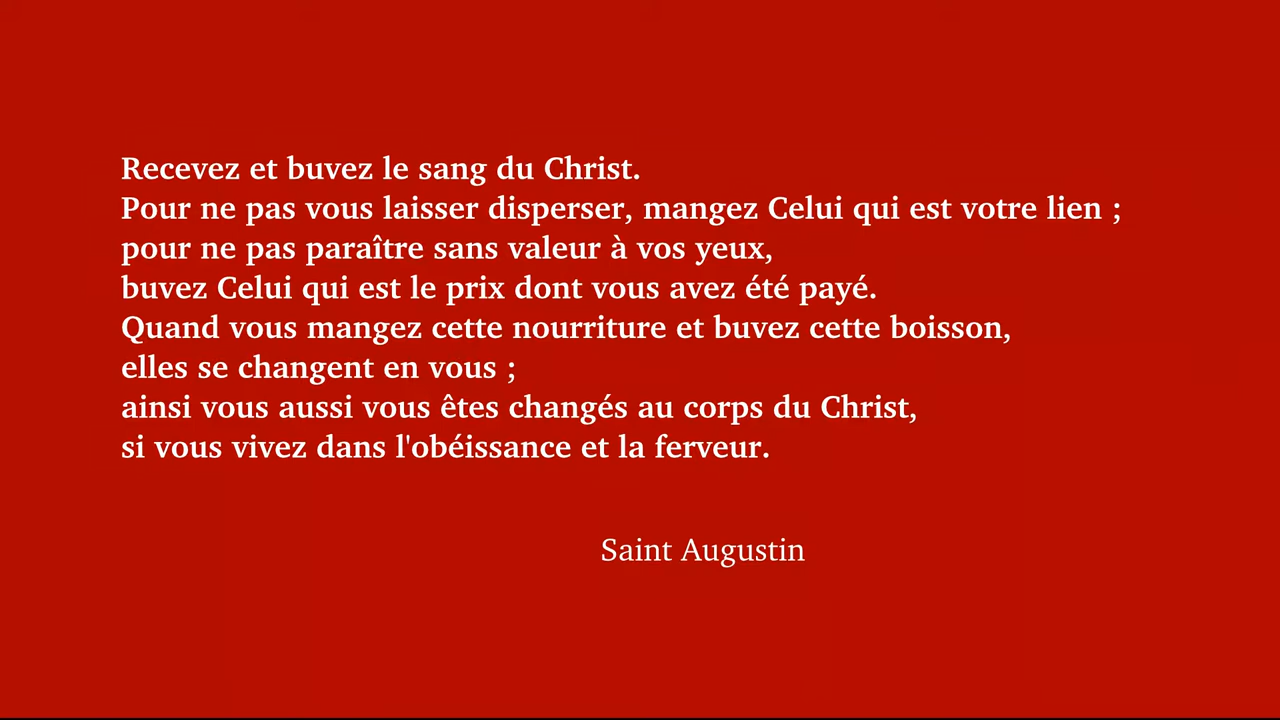 Recevez et buvez le sang du Christ.
Pour ne pas vous laisser disperser, mangez Celui qui est votre lien ;
pour ne pas paraître sans valeur à vos yeux,
buvez Celui qui est le prix dont vous avez été payé.
Quand vous mangez cette nourriture et buvez cette boisson,
elles se changent en vous ;
ainsi vous aussi vous êtes changés au corps du Christ,
si vous vivez dans l'obéissance et la ferveur.
Saint Augustin